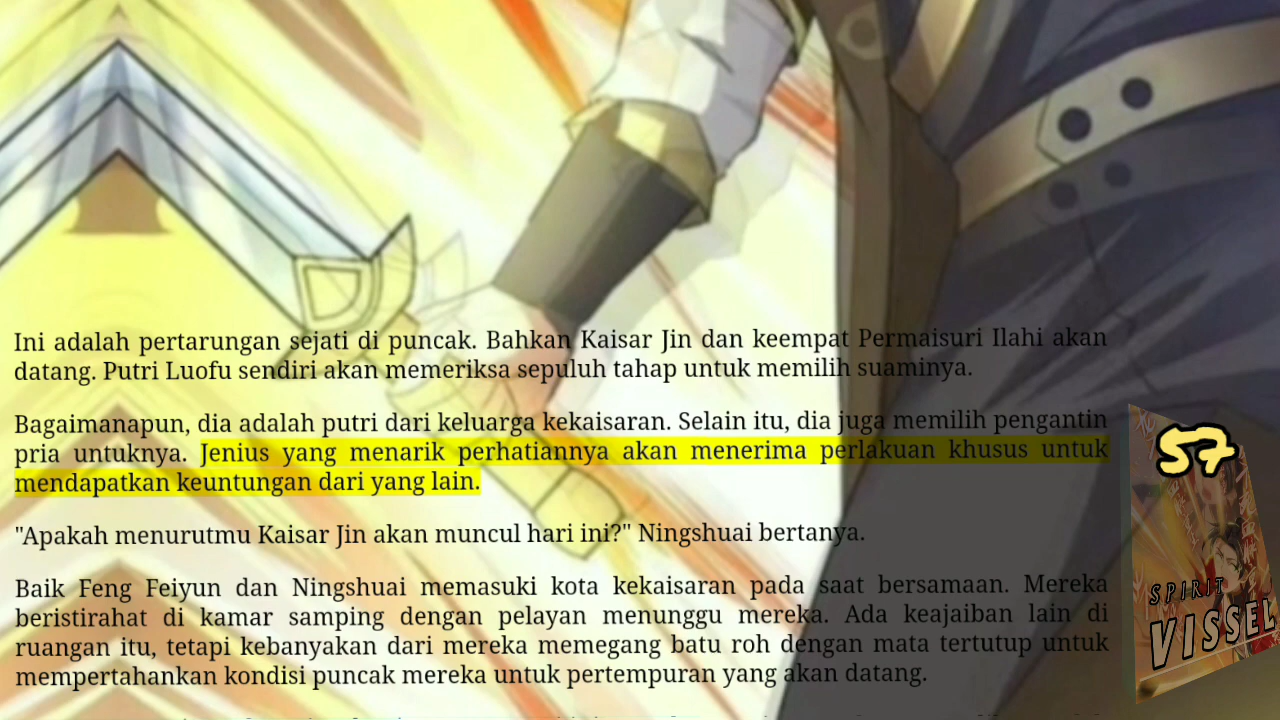 Ini adalah pertarungan sejati di puncak. Bahkan Kaisar Jin dan keempat Permaisuri Ilahi akan
datang. Putri Luofu sendiri akan memeriksa sepuluh tahap untuk memilih suaminya.
Bagaimanapun, dia adalah putri dari keluarga kekaisaran. Selain itu, dia juga memilih pengantin
pria untuknya. Jenius yang menarik perhatiannya akan menerima perlakuan khusus untuk
mendapatkan keuntungan dari yang lain.
"Apakah menurutmu Kaisar Jin akan muncul hari ini?" Ningshuai bertanya.
Baik Feng Feiyun dan Ningshuai memasuki kota kekaisaran pada saat bersamaan. Mereka
beristirahat di kamar samping dengan pelayan menunggu mereka. Ada keajaiban lain di
ruangan itu, tetapi kebanyakan dari mereka memegang batu roh dengan mata tertutup untuk
mempertahankan kondisi puncak mereka untuk pertempuran yang akan datang.
57
SPIRIT
VISSEL